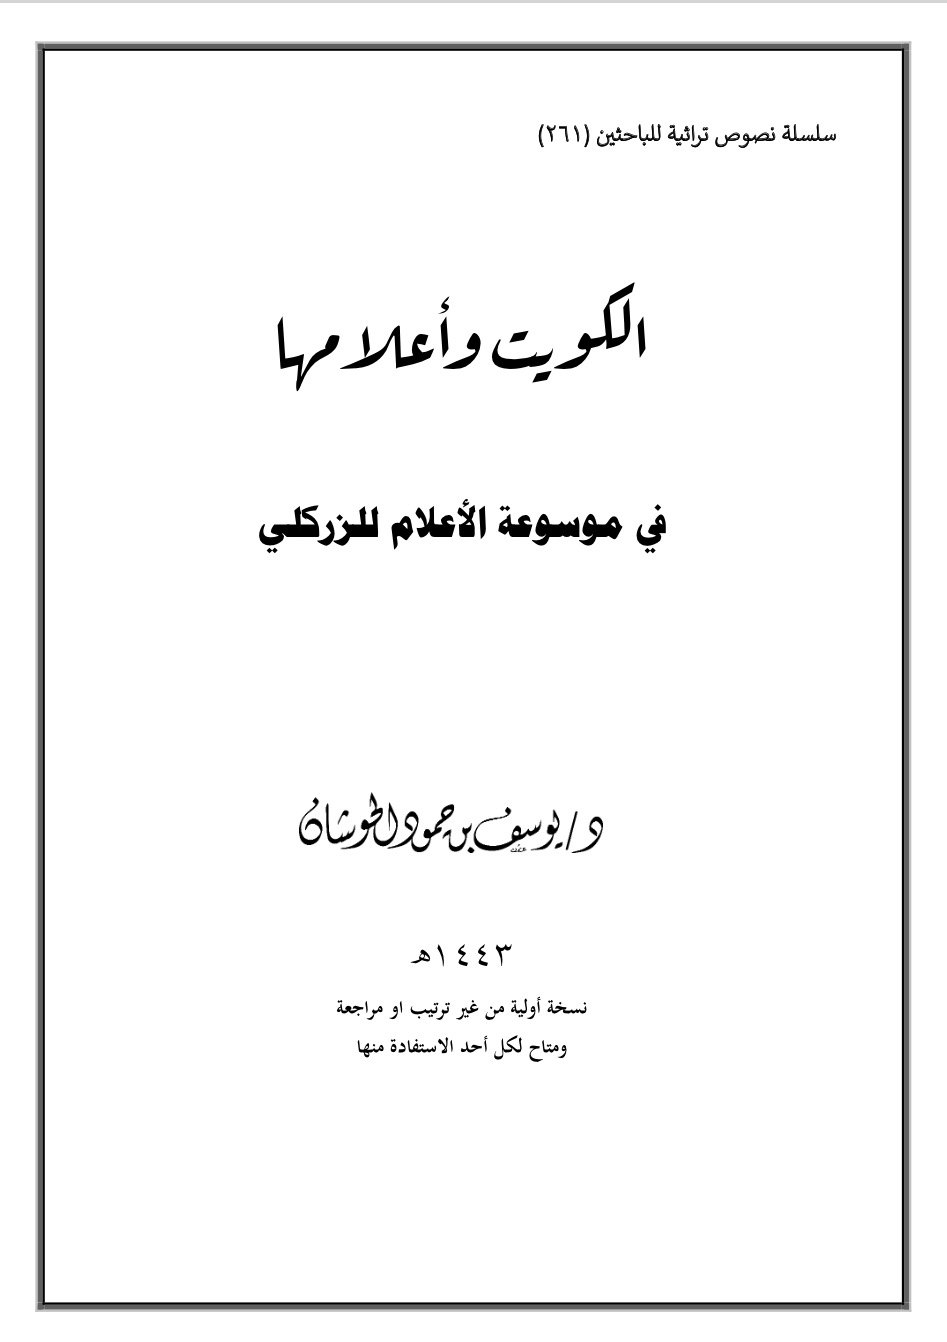 سلسلة نصوص تراثية للباحثين (٢٦١)
الكويت وأعلامها
في موسوعة الأعلام للزركلي
د/يوسف بن حمود الحوشان
١٤٤٣هـ
نسخة أولية من غير ترتيب او مراجعة
ومتاح لكل أحد الاستفادة منها